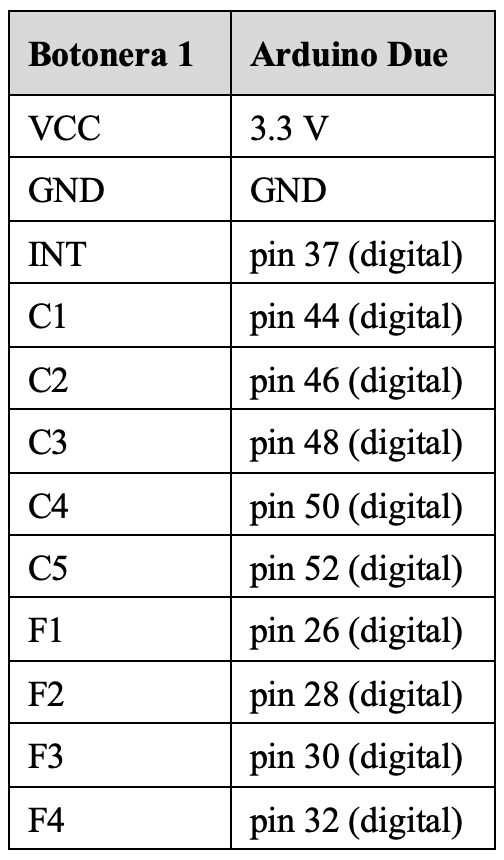 Botonera 1 Arduino Due
VCC 3.3 V
GND GND
INT pin 37 (digital)
C1 pin 44 (digital)
C2 pin 46 (digital)
C3 pin 48 (digital)
C4 pin 50 (digital)
C5 pin 52 (digital)
F1 pin 26 (digital)
F2 pin 28 (digital)
F3 pin 30 (digital)
F4 pin 32 (digital)